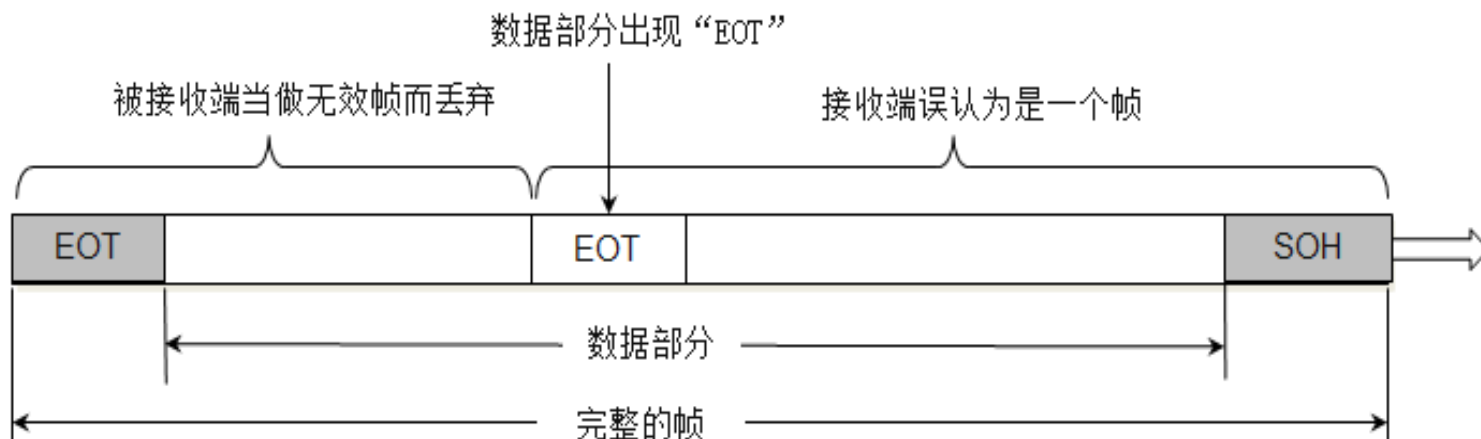 数据部分出现“EOT”
被接收端当做无效帧而丢弃
接收端误认为是一个帧
EOT
EOT
SOH
数据部分
完整的帧